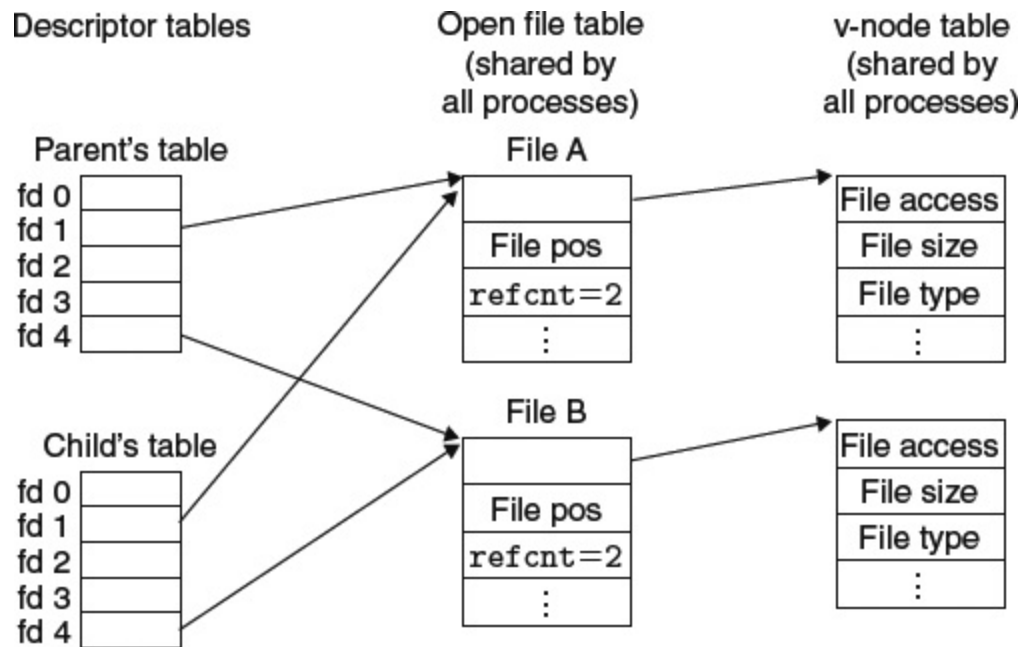 Descriptor tables
Open file table
(shared by
all processes)
v-node table
(shared by
all processes)
Parent's table
fd 0
fd 1
fd 2
fd 3
fd 4
File A
File pos
refcnt=2
⋮
File access
File size
File type
⋮
Child's table
fd 0
fd 1
fd 2
fd 3
fd 4
File B
File pos
refcnt=2
⋮
File access
File size
File type
⋮